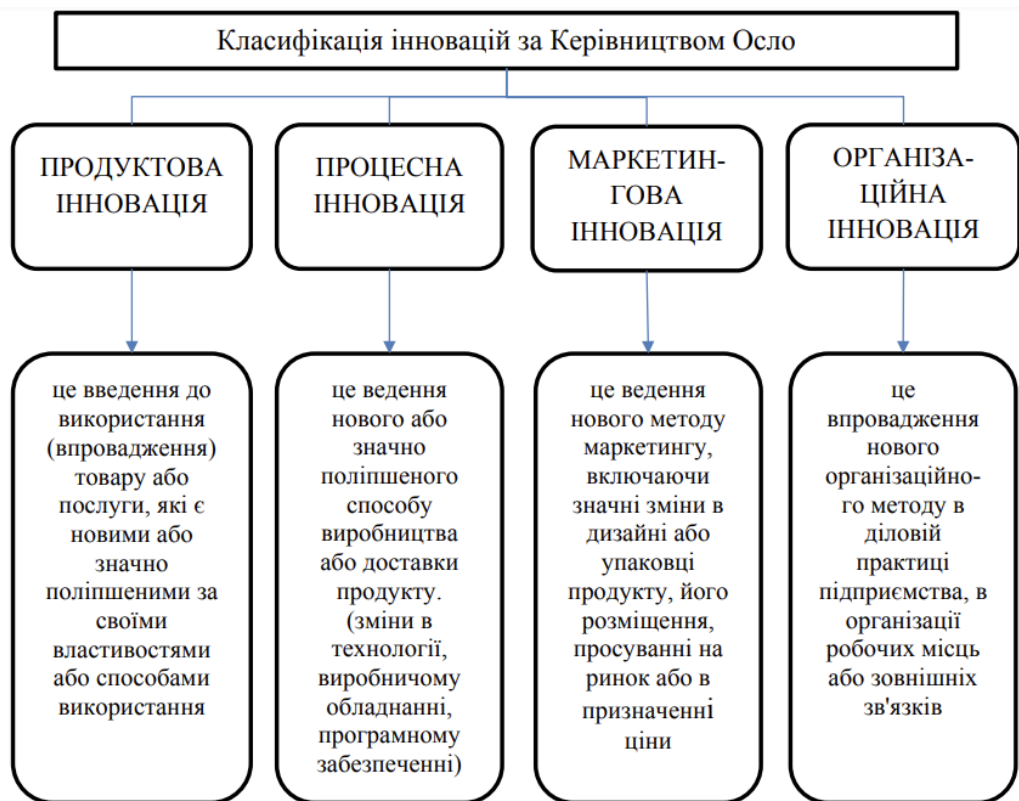 Класифікація інновацій за Керівництвом Осло
ПРОДУКТОВА
ІННОВАЦІЯ
ПРОЦЕСНА
ІННОВАЦІЯ
МАРКЕТИН-
ГОВА
ІННОВАЦІЯ
ОРГАНІЗА-
ЦІЙНА
ІННОВАЦІЯ
це введення до
використання
(впровадження)
товару або
послуги, які є
новими або
значно
поліпшеними за
своїми
властивостями
або способами
використання
це ведення
нового або
значно
поліпшеного
способу
виробництва
або доставки
продукту.
(зміни в
технології,
виробничому
обладнанні,
програмному
забезпеченні)
це ведення
нового методу
маркетингу,
включаючи
значні зміни в
дизайні або
упаковці
продукту, його
розміщення,
просуванні на
ринок або в
призначенні
ціни
це
впровадження
нового
організаційно-
го методу в
діловій
практиці
підприємства, в
організації
робочих місць
або зовнішніх
зв'язків